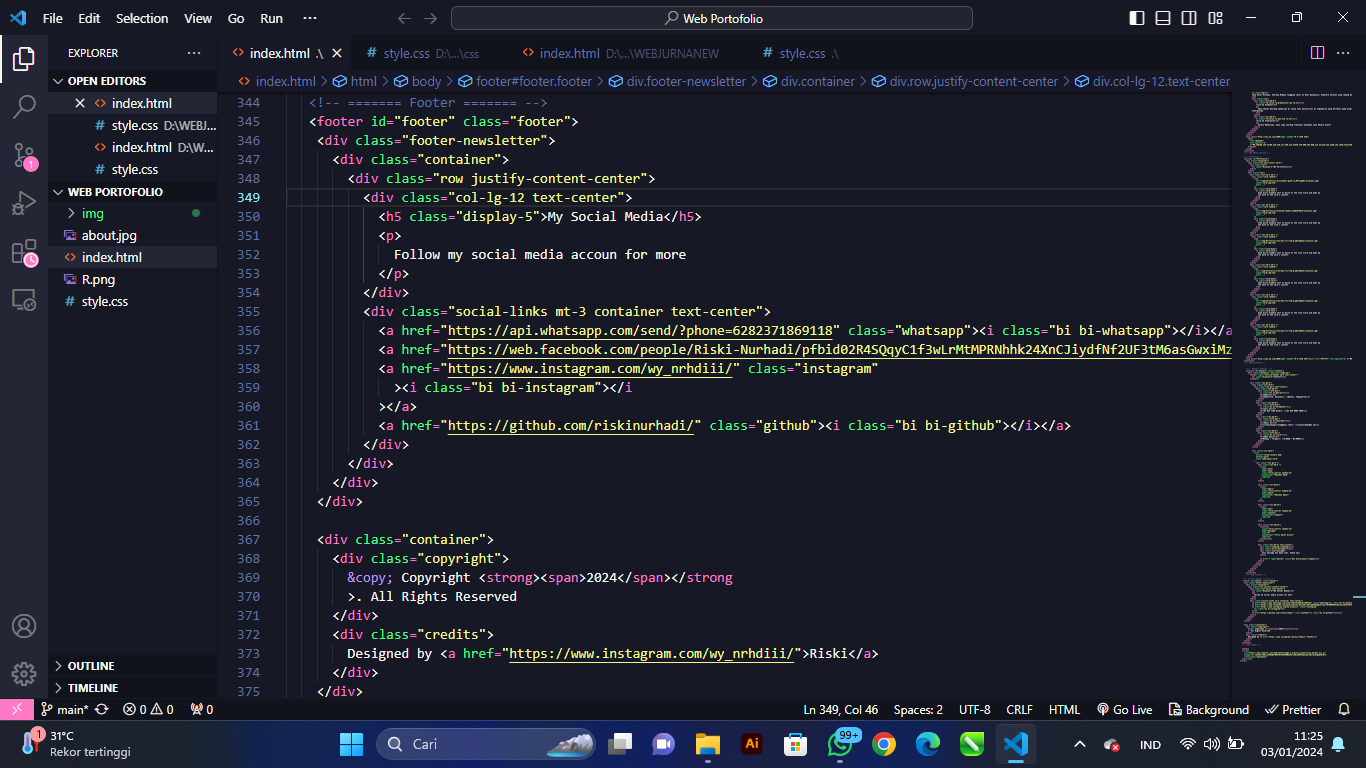 File Edit Selection View Go Run ··· Web Portofolio
EXPLORER ···
OPEN EDITORS
index.html
style.css D:\WEBJ...
index.html D:\W...
style.css
WEB PORTOFOLIO
img
about.jpg
index.html
R.png
style.css
OUTLINE
TIMELINE
1
index.html .\ style.css D:\...\css index.html D:\...\WEBJURNANEW style.css .\
index.html > html > body > footer#footer.footer > div.footer-newsletter > div.container > div.row.justify-content-center > div.col-lg-12.text-center
344 <!-- ======= Footer ======= -->
345 <footer id="footer" class="footer">
346 <div class="footer-newsletter">
347 <div class="container">
348 <div class="row justify-content-center">
349 <div class="col-lg-12 text-center">
350 <h5 class="display-5">My Social Media</h5>
351 <p>
352 Follow my social media accoun for more
353 </p>
354 </div>
355 <div class="social-links mt-3 container text-center">
356 <a href="https://api.whatsapp.com/send/?phone=6282371869118" class="whatsapp"><i class="bi bi-whatsapp"></i></a
357 <a href="https://web.facebook.com/people/Riski-Nurhadi/pfbid02R4SQqyC1f3wLrMtMPRNhhk24XnCJiydfNf2UF3tM6asGwxiMz
358 <a href="https://www.instagram.com/wy_nrhdiii/" class="instagram"
359 ><i class="bi bi-instagram"></i
360 ></a>
361 <a href="https://github.com/riskinurhadi/" class="github"><i class="bi bi-github"></i></a>
362 </div>
363 </div>
364 </div>
365 </div>
366
367 <div class="container">
368 <div class="copyright">
369 &copy; Copyright <strong><span>2024</span></strong
370 >. All Rights Reserved
371 </div>
372 <div class="credits">
373 Designed by <a href="https://www.instagram.com/wy_nrhdiii/">Riski</a>
374 </div>
375 </div>
main* 0 0 0 Ln 349, Col 46 Spaces: 2 UTF-8 CRLF HTML Go Live Background Prettier
1 31°C
Rekor tertinggi
Cari
Ai
99+
IND
11:25
03/01/2024